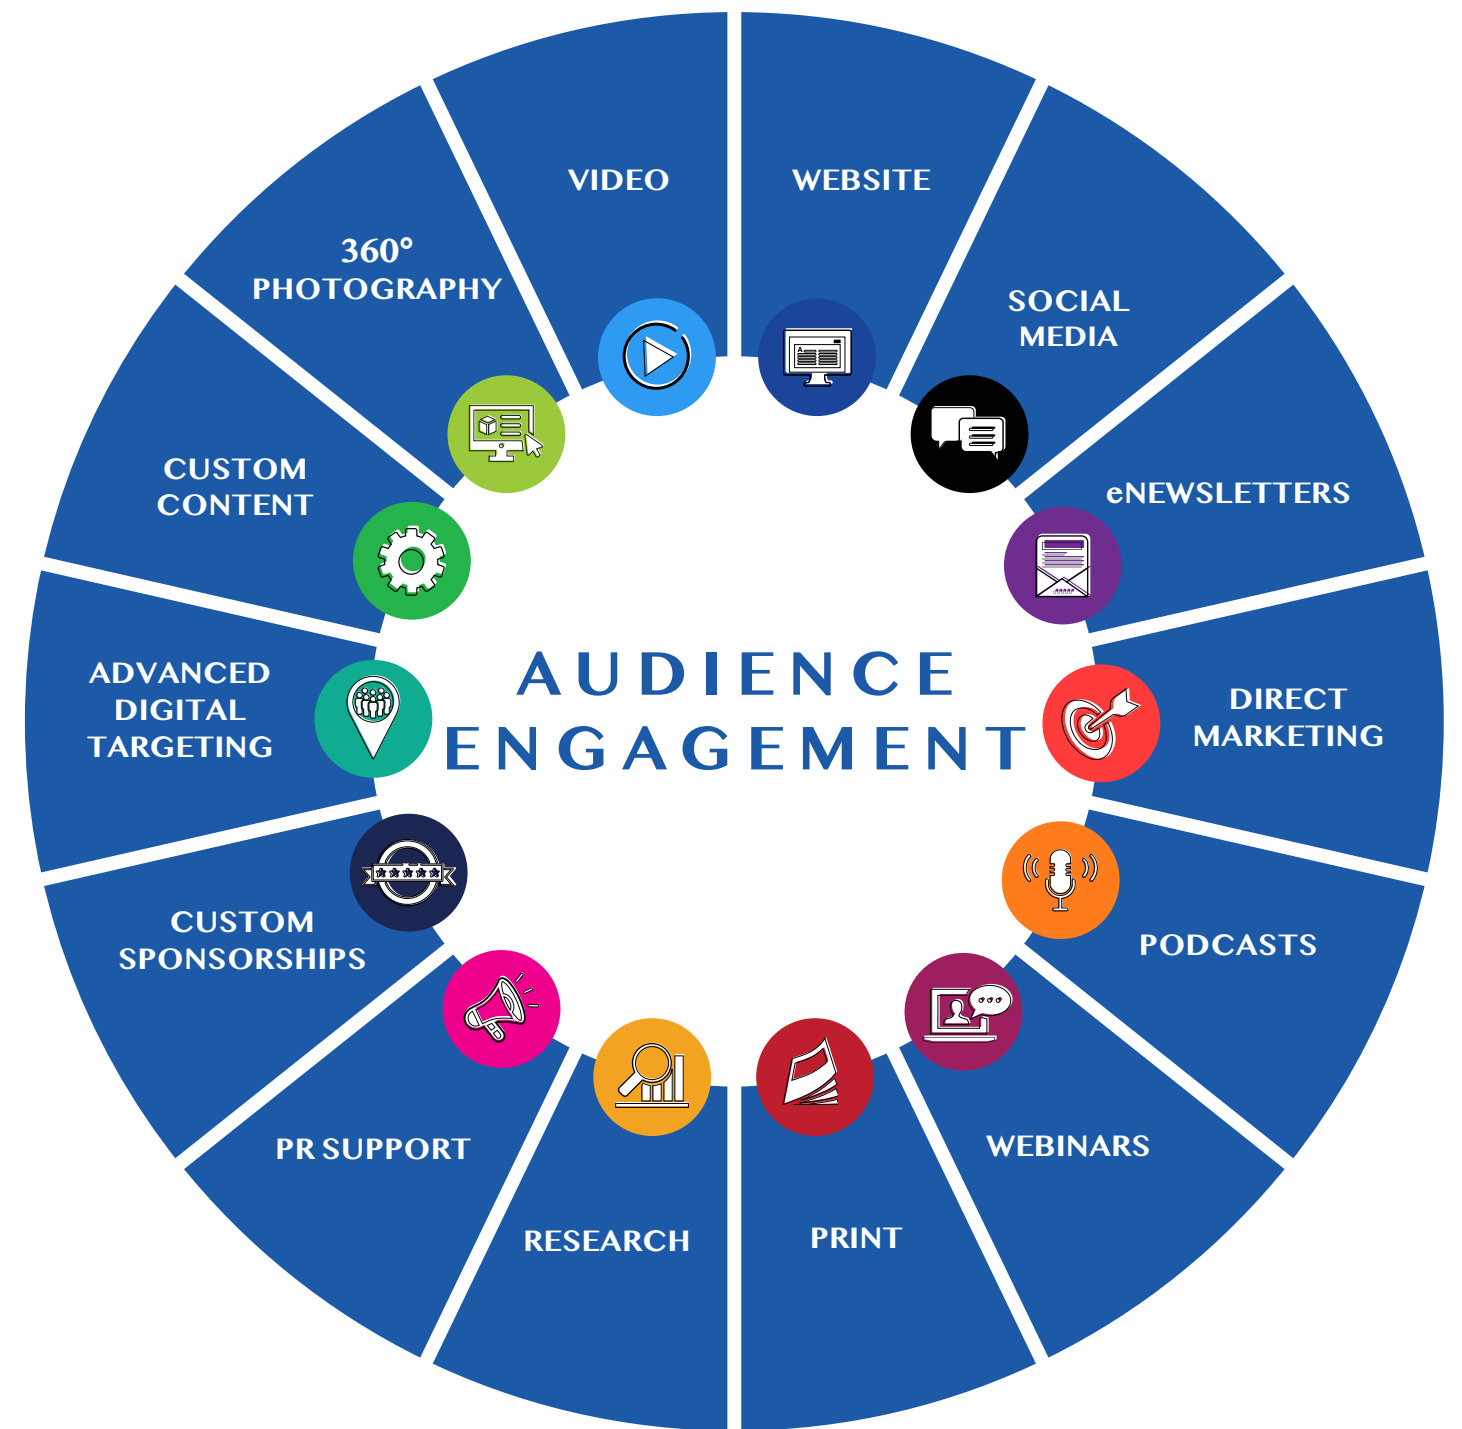 VIDEO
WEBSITE
SOCIAL
MEDIA
eNEWSLETTERS
DIRECT
MARKETING
PODCASTS
WEBINARS
PRINT
RESEARCH
PR SUPPORT
CUSTOM
SPONSORSHIPS
ADVANCED
DIGITAL
TARGETING
CUSTOM
CONTENT
360°
PHOTOGRAPHY
AUDIENCE
ENGAGEMENT